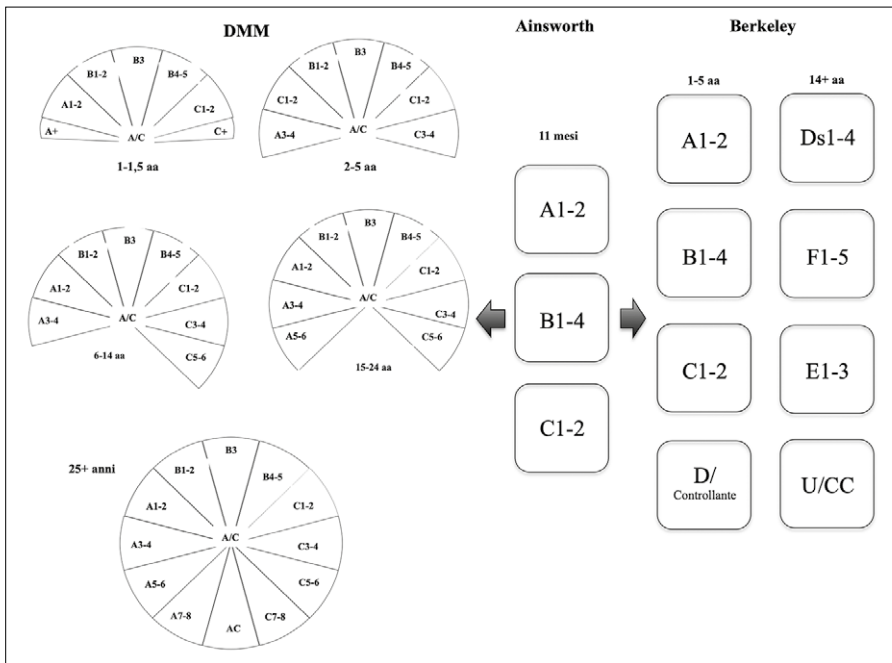 DMM
Ainsworth
Berkeley
B3
B1-2
B4-5
A1-2
C1-2
A+
A/C
C+
1-1,5 aa
B3
B1-2
B4-5
C1-2
C1-2
A3-4
A/C
C3-4
2-5 aa
B3
B1-2
B4-5
A1-2
C1-2
A3-4
A/C
C3-4
C5-6
6-14 aa
B3
B1-2
B4-5
A1-2
C1-2
A3-4
A/C
C3-4
A5-6
C5-6
15-24 aa
25+ anni
B3
B1-2
B4-5
A1-2
C1-2
A3-4
A/C
C3-4
A5-6
C5-6
A7-8
AC
C7-8
11 mesi
A1-2
B1-4
C1-2
1-5 aa
14+ aa
A1-2
Ds1-4
B1-4
F1-5
C1-2
E1-3
D/
Controllante
U/CC